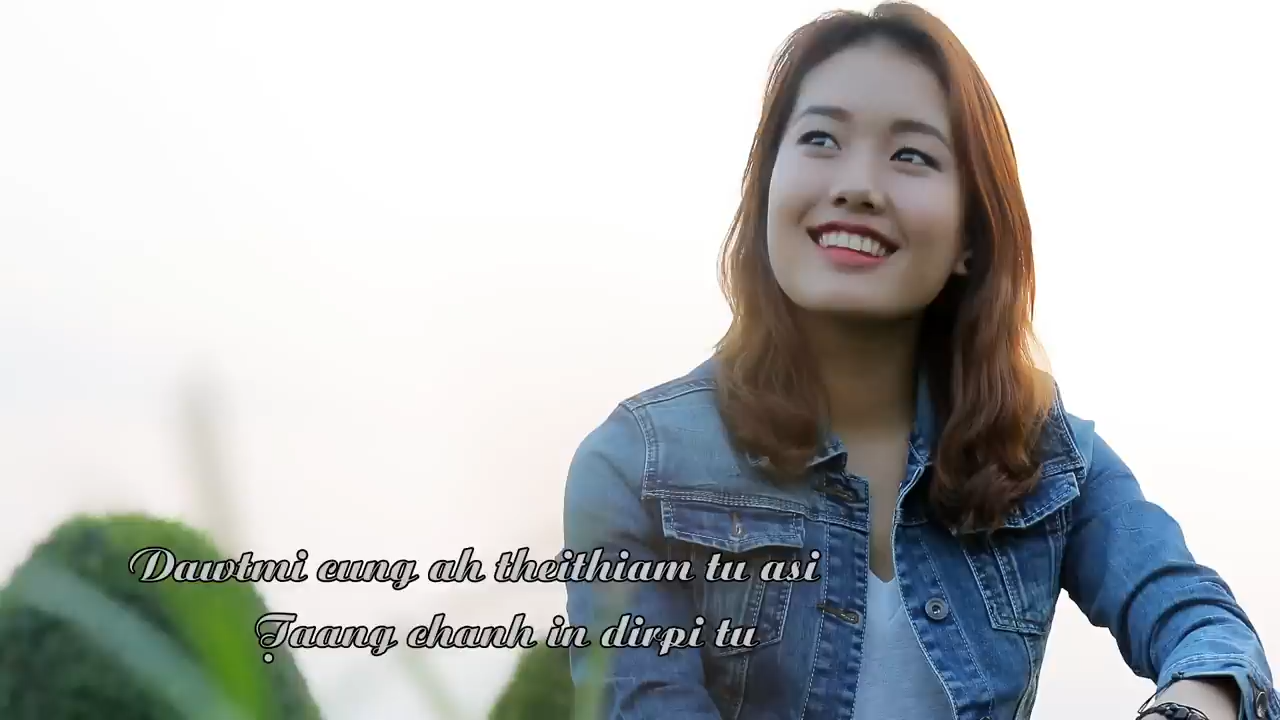 Dawtmi cung ah theithiam tu asi
Ṭaang chanh in dirpi tu